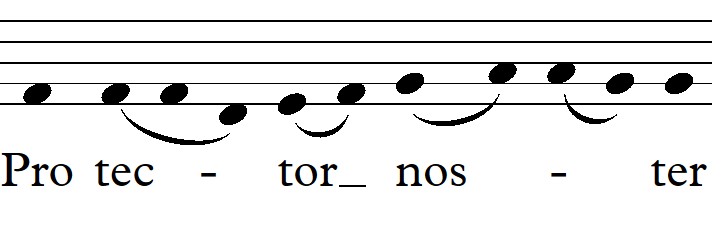 Pro tec - tor_ nos - ter